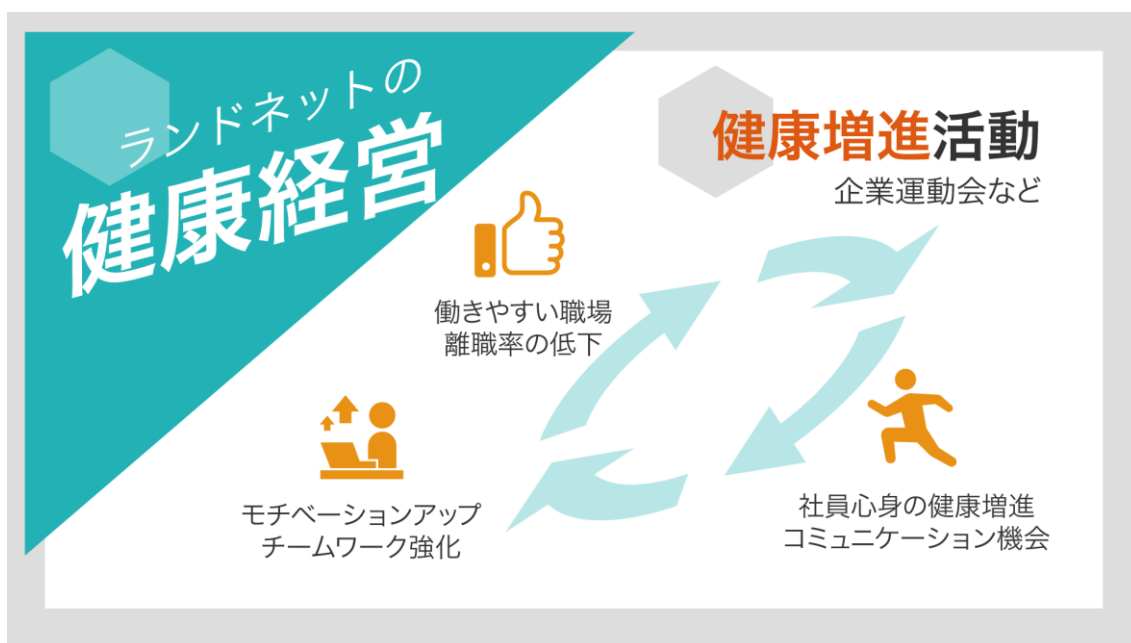 ランドネットの
健康経営
健康増進活動
企業運動会など
働きやすい職場
離職率の低下
モチベーションアップ
チームワーク強化
社員心身の健康増進
コミュニケーション機会